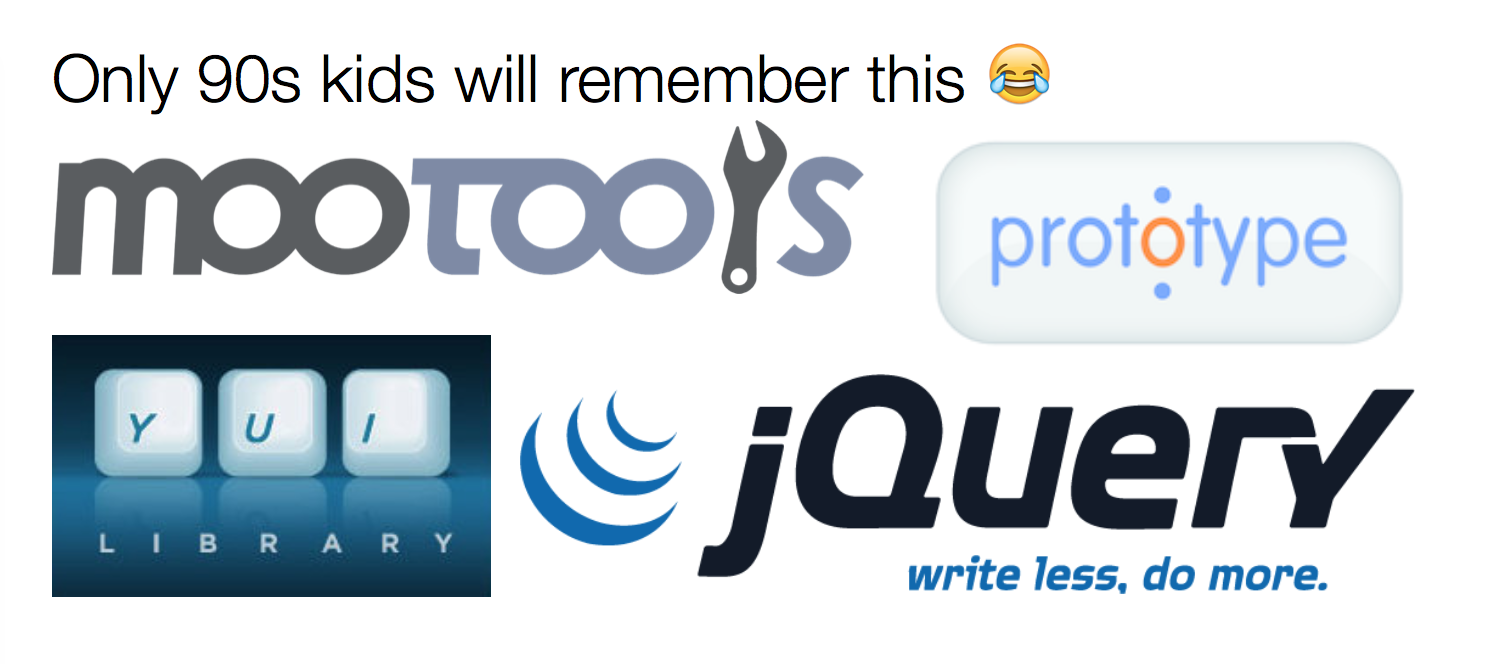 Only 90s kids will remember this 😂
mootools
prototype
Y U I
LIBRARY
jQuery
write less, do more.